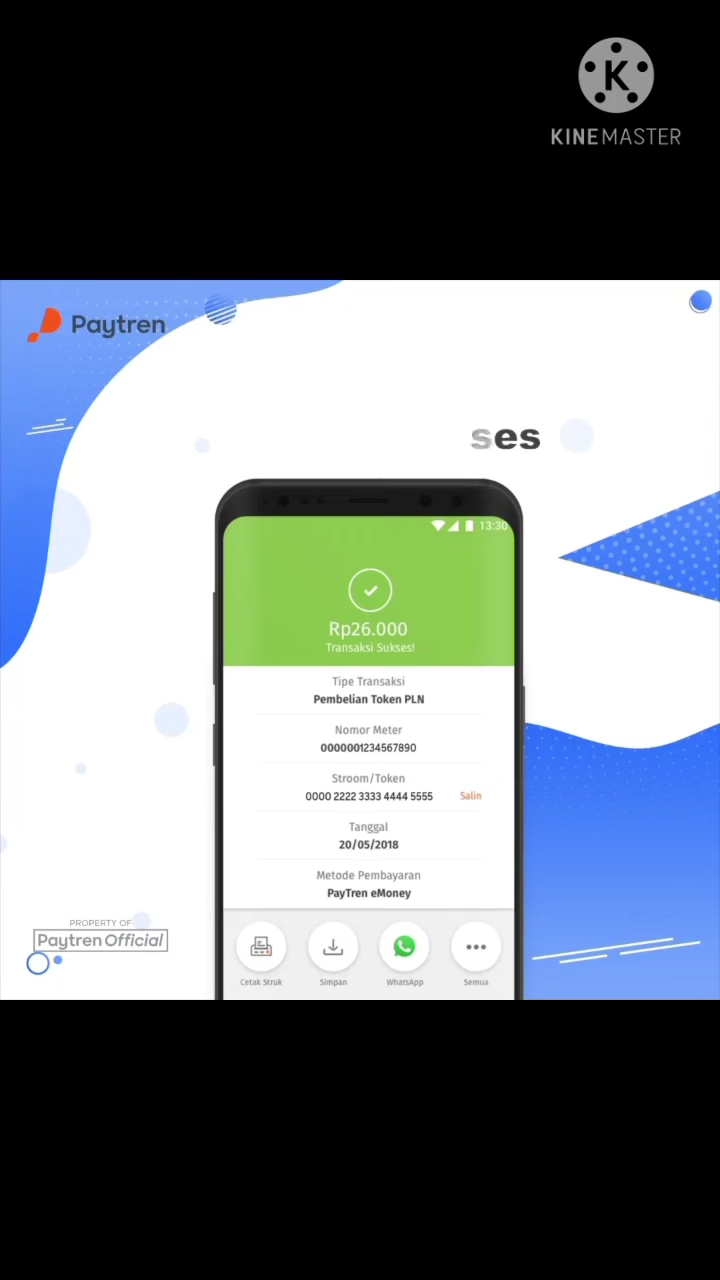 KINEMASTER
Paytren
ses
13:30
Rp26.000
Transaksi Sukses!
Tipe Transaksi
Pembelian Token PLN
Nomor Meter
0000001234567890
Stroom/Token
0000 2222 3333 4444 5555 Salin
Tanggal
20/05/2018
Metode Pembayaran
PayTren eMoney
PROPERTY OF
Paytren Official
Cetak Struk Simpan WhatsApp Semua